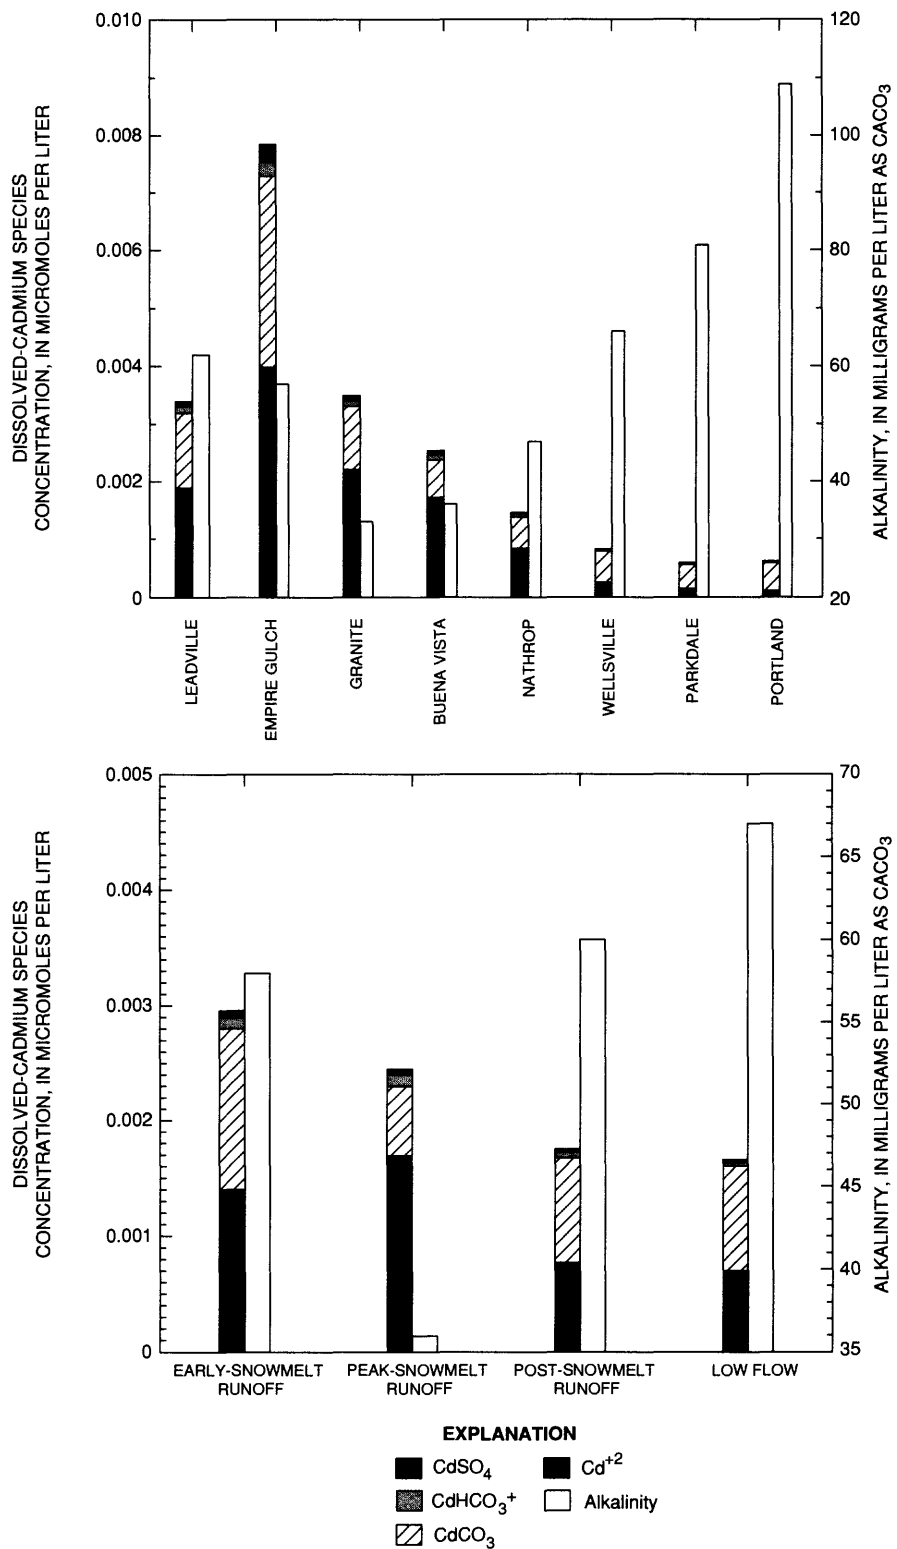 DISSOLVED-CADMIUM SPECIES
CONCENTRATION, IN MICROMOLES PER LITER
0.010
0.008
0.006
0.004
0.002
0
120
100
80
60
40
20
ALKALINITY, IN MILLIGRAMS PER LITER AS CACO3
LEADVILLE
EMPIRE GULCH
GRANITE
BUENA VISTA
NATHROP
WELLSVILLE
PARKDALE
PORTLAND
DISSOLVED-CADMIUM SPECIES
CONCENTRATION, IN MICROMOLES PER LITER
0.005
0.004
0.003
0.002
0.001
0
70
65
60
55
50
45
40
35
ALKALINITY, IN MILLIGRAMS PER LITER AS CACO3
EARLY-SNOWMELT
RUNOFF
PEAK-SNOWMELT
RUNOFF
POST-SNOWMELT
RUNOFF
LOW FLOW
EXPLANATION
CdSO4
CdHCO3+
CdCO3
Cd+2
Alkalinity